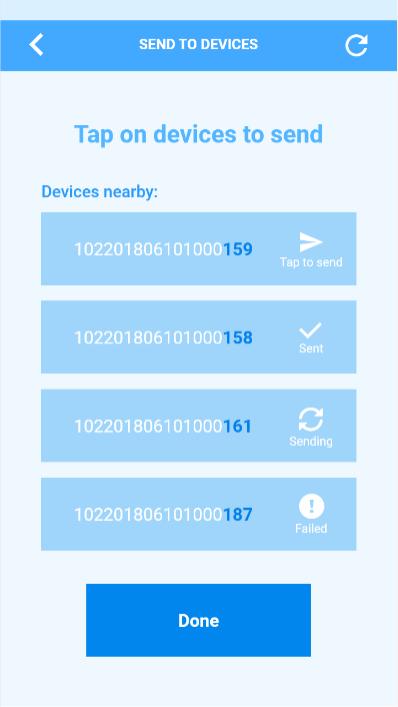 SEND TO DEVICES
Tap on devices to send
Devices nearby:
102201806101000159
Tap to send
102201806101000158
Sent
102201806101000161
Sending
102201806101000187
Failed
Done